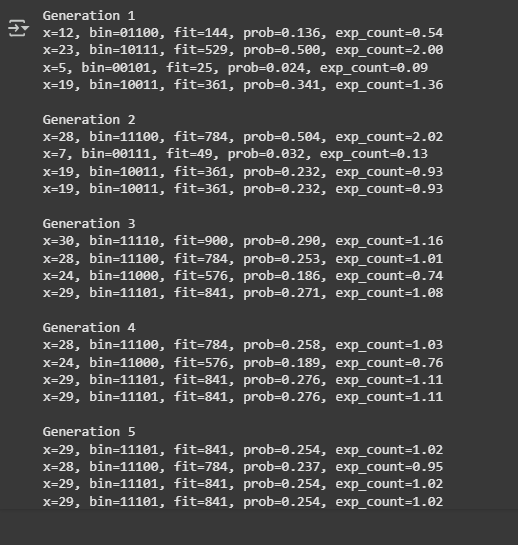 Generation 1
x=12, bin=01100, fit=144, prob=0.136, exp_count=0.54
x=23, bin=10111, fit=529, prob=0.500, exp_count=2.00
x=5, bin=00101, fit=25, prob=0.024, exp_count=0.09
x=19, bin=10011, fit=361, prob=0.341, exp_count=1.36

Generation 2
x=28, bin=11100, fit=784, prob=0.504, exp_count=2.02
x=7, bin=00111, fit=49, prob=0.032, exp_count=0.13
x=19, bin=10011, fit=361, prob=0.232, exp_count=0.93
x=19, bin=10011, fit=361, prob=0.232, exp_count=0.93

Generation 3
x=30, bin=11110, fit=900, prob=0.290, exp_count=1.16
x=28, bin=11100, fit=784, prob=0.253, exp_count=1.01
x=24, bin=11000, fit=576, prob=0.186, exp_count=0.74
x=29, bin=11101, fit=841, prob=0.271, exp_count=1.08

Generation 4
x=28, bin=11100, fit=784, prob=0.258, exp_count=1.03
x=24, bin=11000, fit=576, prob=0.189, exp_count=0.76
x=29, bin=11101, fit=841, prob=0.276, exp_count=1.11
x=29, bin=11101, fit=841, prob=0.276, exp_count=1.11

Generation 5
x=29, bin=11101, fit=841, prob=0.254, exp_count=1.02
x=28, bin=11100, fit=784, prob=0.237, exp_count=0.95
x=29, bin=11101, fit=841, prob=0.254, exp_count=1.02
x=29, bin=11101, fit=841, prob=0.254, exp_count=1.02